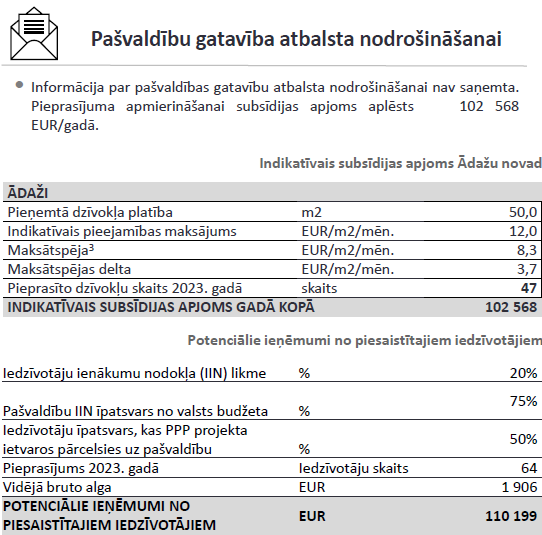 Pašvaldību gatavība atbalsta nodrošināšanai
• Informācija par pašvaldības gatavību atbalsta nodrošināšanai nav saņemta.
Pieprasījuma apmierināšanai subsīdijas apjoms aplēsts 102 568
EUR/gadā.
Indikatīvais subsīdijas apjoms Ādažu novad
ĀDAŽI
Pieņemtā dzīvokļa platība m2 50,0
Indikatīvais pieejamības maksājums EUR/m2/mēn. 12,0
Maksātspēja³ EUR/m2/mēn. 8,3
Maksātspējas delta EUR/m2/mēn. 3,7
Pieprasīto dzīvokļu skaits 2023. gadā skaits 47
INDIKATĪVAIS SUBSĪDIJAS APJOMS GADĀ KOPĀ 102 568
Potenciālie ieņēmumi no piesaistītajiem iedzīvotājiem
Iedzīvotāju ienākumu nodokļa (IIN) likme % 20%
Pašvaldību IIN īpatsvars no valsts budžeta % 75%
Iedzīvotāju īpatsvars, kas PPP projekta
ietvaros pārcelsies uz pašvaldību % 50%
Pieprasījums 2023. gadā Iedzīvotāju skaits 64
Vidējā bruto alga EUR 1 906
POTENCIĀLIE IEŅĒMUMI NO
PIESAISTĪTAJIEM IEDZĪVOTĀJIEM EUR 110 199